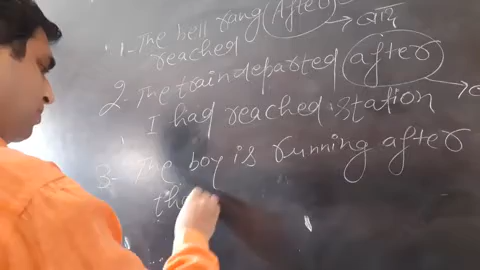 1- The bell rang After
reached
→ बाद
2- The train departed after
I had reached station
3- The boy is running after
thi